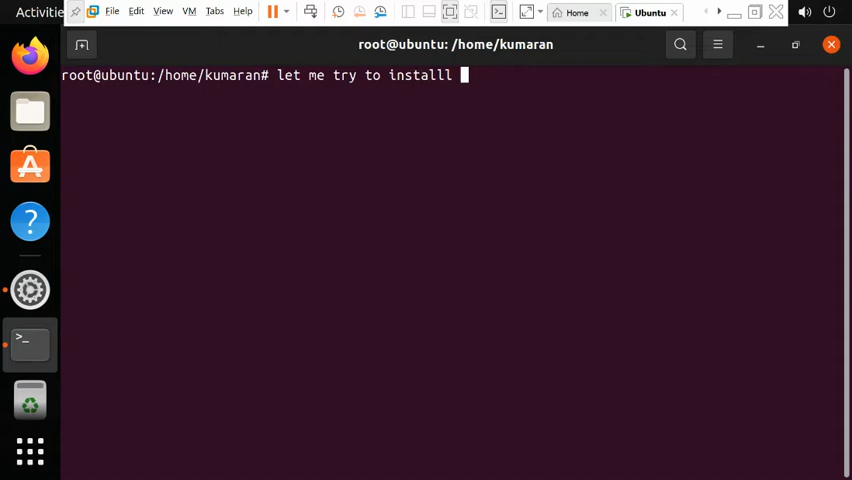 Activitie File Edit View VM Tabs Help Home Ubuntu
root@ubuntu: /home/kumaran
root@ubuntu:/home/kumaran# let me try to installl